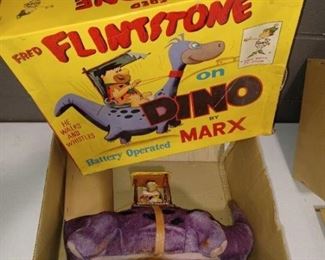 FRED
FLINTSTONE
on
DINO
HE
WALKS
AND
WHISTLES
BY
MARX
Battery Operated